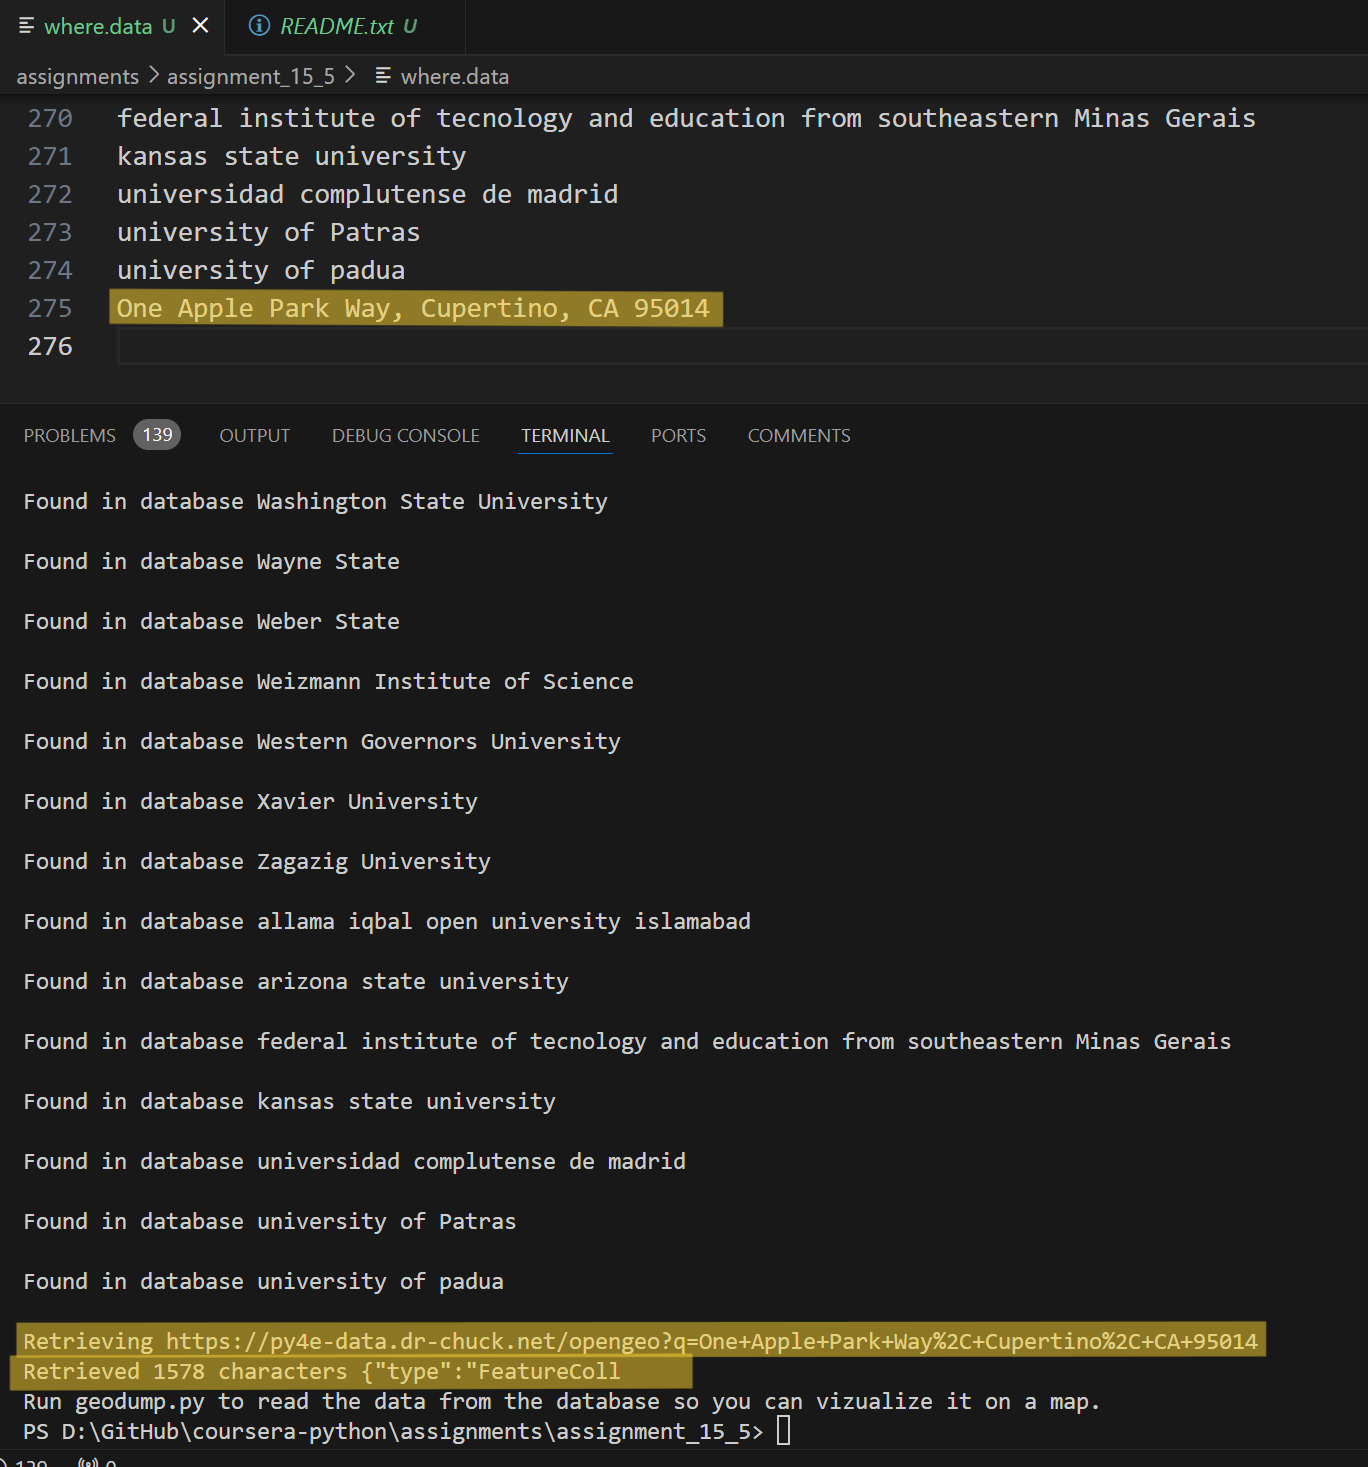 where.data U
README.txt U
assignments > assignment_15_5 > where.data
270 federal institute of tecnology and education from southeastern Minas Gerais
271 kansas state university
272 universidad complutense de madrid
273 university of Patras
274 university of padua
275 One Apple Park Way, Cupertino, CA 95014
276
PROBLEMS 139 OUTPUT DEBUG CONSOLE TERMINAL PORTS COMMENTS
Found in database Washington State University
Found in database Wayne State
Found in database Weber State
Found in database Weizmann Institute of Science
Found in database Western Governors University
Found in database Xavier University
Found in database Zagazig University
Found in database allama iqbal open university islamabad
Found in database arizona state university
Found in database federal institute of tecnology and education from southeastern Minas Gerais
Found in database kansas state university
Found in database universidad complutense de madrid
Found in database university of Patras
Found in database university of padua
Retrieving https://py4e-data.dr-chuck.net/opengeo?q=One+Apple+Park+Way%2C+Cupertino%2C+CA+95014
Retrieved 1578 characters {"type":"FeatureColl
Run geodump.py to read the data from the database so you can vizualize it on a map.
PS D:\GitHub\coursera-python\assignments\assignment_15_5>
139 0